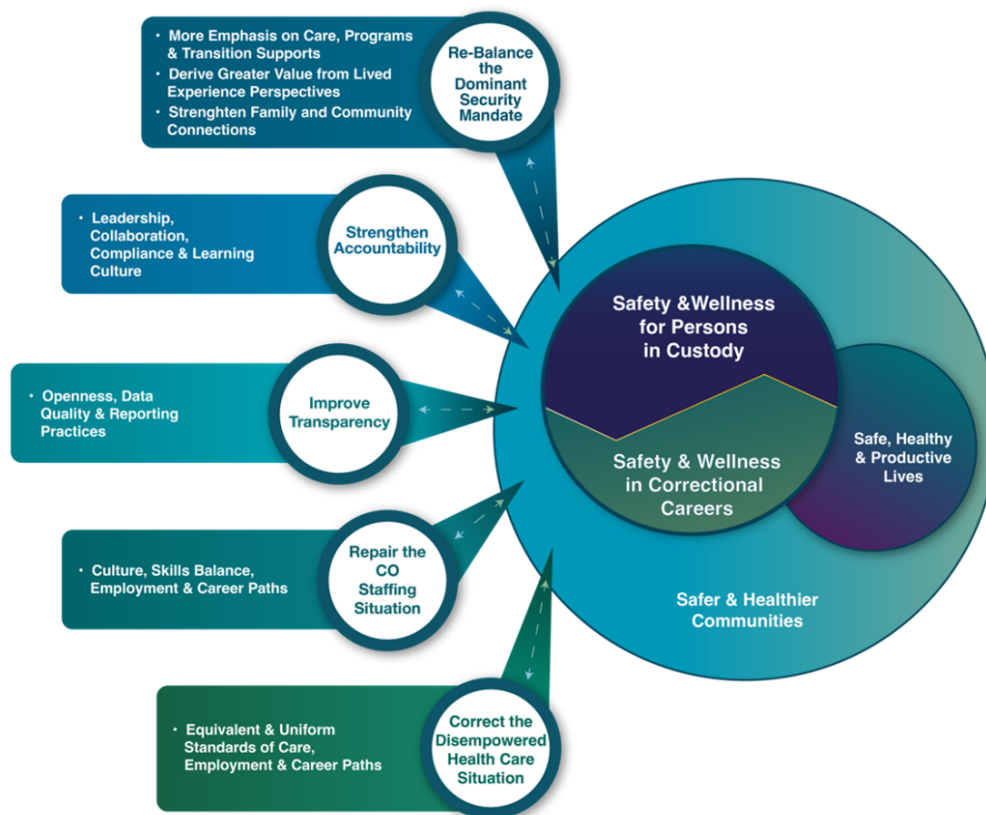 • More Emphasis on Care, Programs
& Transition Supports
• Derive Greater Value from Lived
Experience Perspectives
• Strenghten Family and Community
Connections
Re-Balance
the
Dominant
Security
Mandate
• Leadership,
Collaboration,
Compliance & Learning
Culture
Strengthen
Accountability
• Openness, Data
Quality & Reporting
Practices
Improve
Transparency
• Culture, Skills Balance,
Employment & Career Paths
Repair the
CO
Staffing
Situation
• Equivalent & Uniform
Standards of Care,
Employment & Career Paths
Correct the
Disempowered
Health Care
Situation
Safety &Wellness
for Persons
in Custody
Safety & Wellness
in Correctional
Careers
Safe, Healthy
& Productive
Lives
Safer & Healthier
Communities